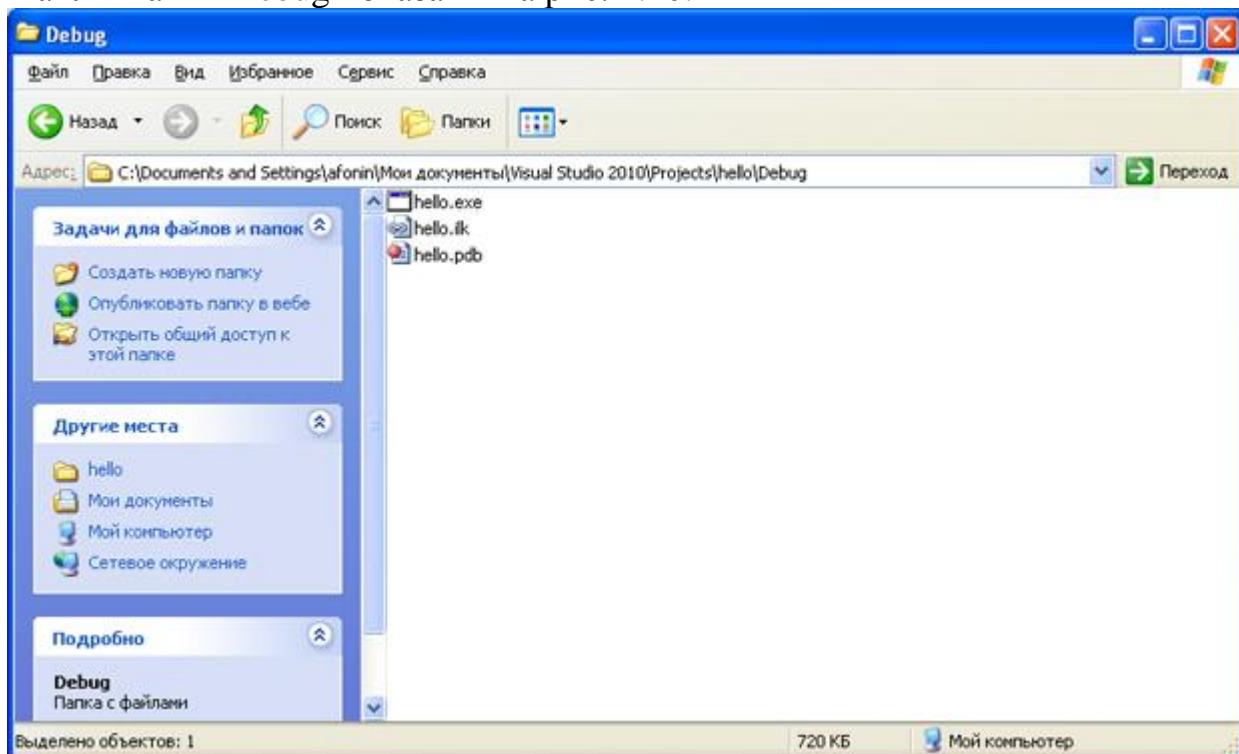 Debug
Файл Правка Вид Избранное Сервис Справка
Назад Поиск Папки
Адрес: C:\Documents and Settings\afonin\Мои документы\Visual Studio 2010\Projects\hello\Debug Переход
Задачи для файлов и папок
Создать новую папку
Опубликовать папку в вебе
Открыть общий доступ к
этой папке
Другие места
hello
Мои документы
Мой компьютер
Сетевое окружение
Подробно
Debug
Папка с файлами
hello.exe
hello.ilk
hello.pdb
Выделено объектов: 1 720 КБ Мой компьютер